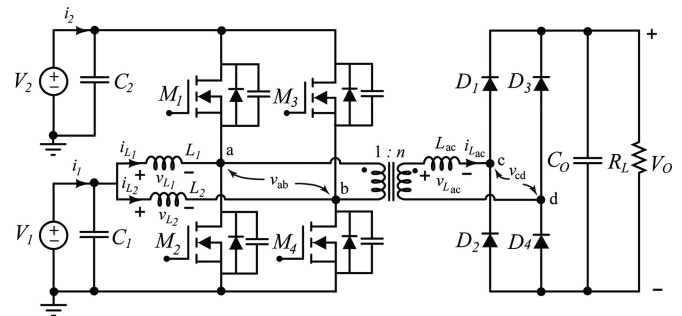 i2
V2
+
−
C2
M1
M3
D1
D3
+
iL1
L1
a
1 : n
Lac
iLac
c
i1
+ vL1 −
vab
+ vLac −
vcd
CO
RL
VO
iL2
L2
b
d
+ vL2 −
V1
+
−
C1
M2
M4
D2
D4
−